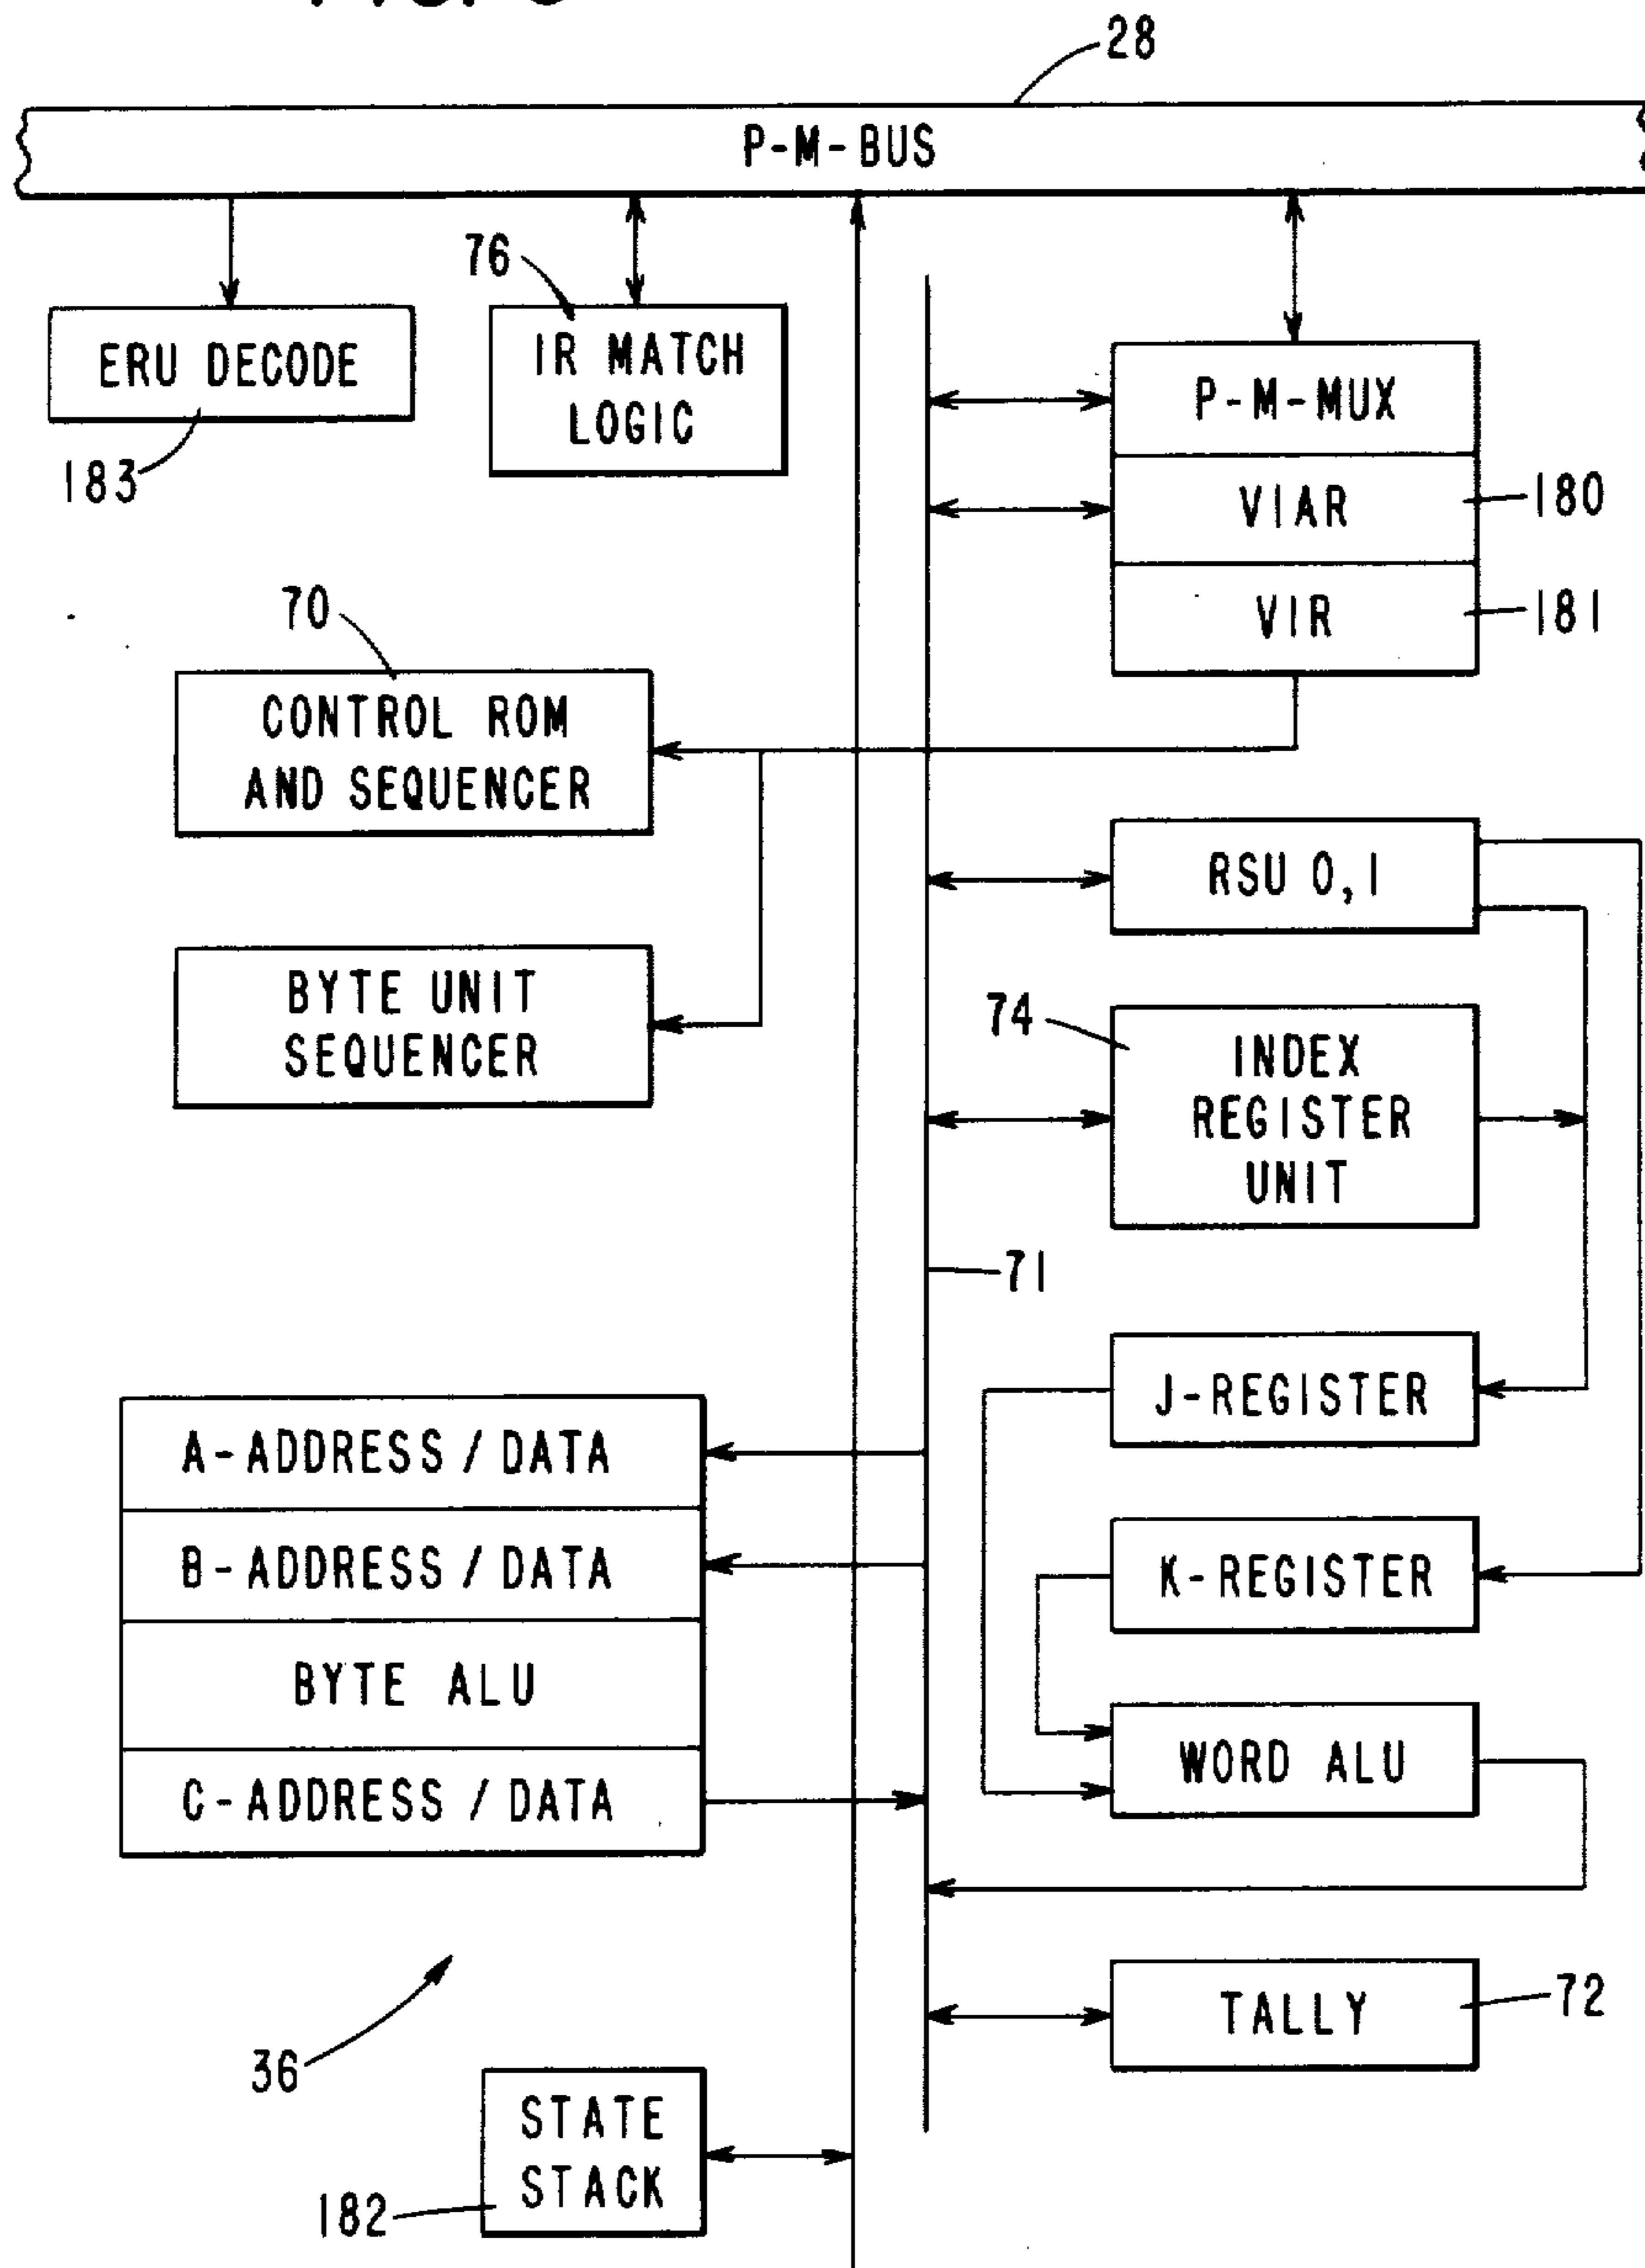 28
P-M-BUS
76
ERU DECODE
IR MATCH
LOGIC
183
P-M-MUX
VIAR
180
VIR
181
70
CONTROL ROM
AND SEQUENCER
RSU 0,1
BYTE UNIT
SEQUENCER
74
INDEX
REGISTER
UNIT
71
J-REGISTER
A-ADDRESS / DATA
B-ADDRESS / DATA
K-REGISTER
BYTE ALU
WORD ALU
C-ADDRESS / DATA
TALLY
72
36
STATE
STACK
182